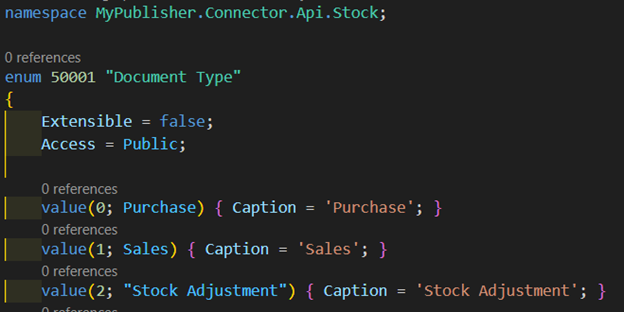 namespace MyPublisher.Connector.Api.Stock;
0 references
enum 50001 "Document Type"
{
Extensible = false;
Access = Public;
0 references
value(0; Purchase) { Caption = 'Purchase'; }
0 references
value(1; Sales) { Caption = 'Sales'; }
0 references
value(2; "Stock Adjustment") { Caption = 'Stock Adjustment'; }
0 references